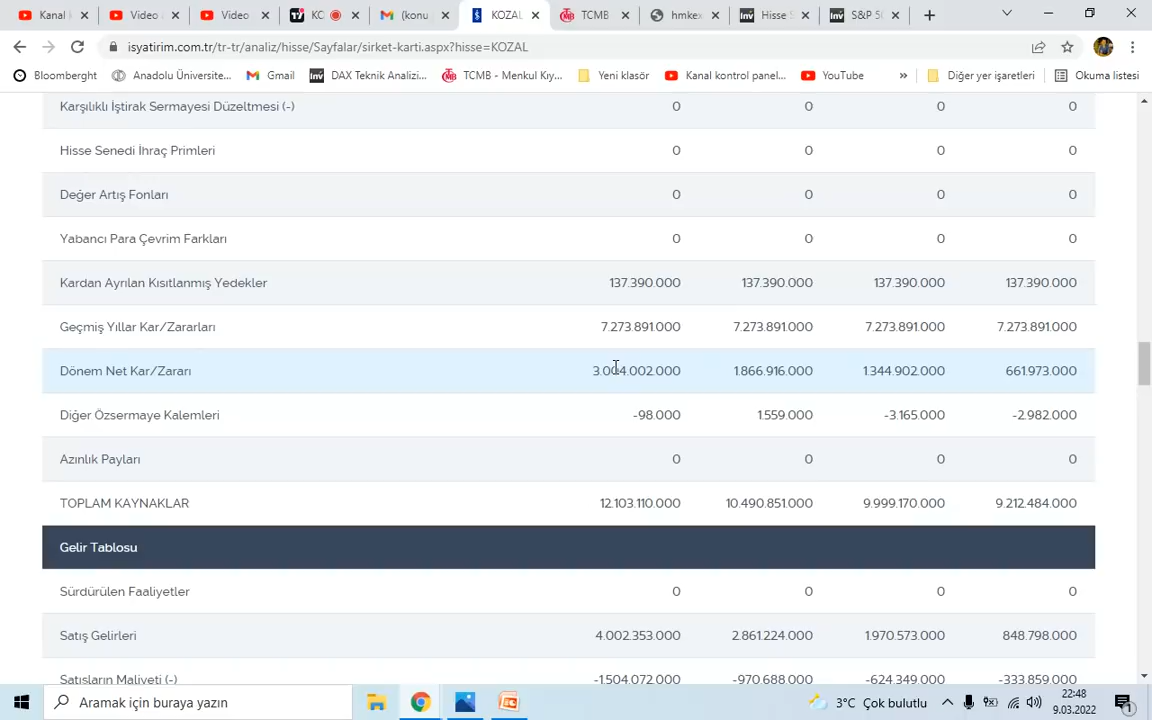 Kanal k
Video a
Video
KO
(konu
KOZAL
TCMB
hmkex
Hisse S
S&P 50
isyatirim.com.tr/tr-tr/analiz/hisse/Sayfalar/sirket-karti.aspx?hisse=KOZAL
Bloomberght
Anadolu Üniversite...
Gmail
DAX Teknik Analizi...
TCMB - Menkul Kıy...
Yeni klasör
Kanal kontrol panel...
YouTube
»
Diğer yer işaretleri
Okuma listesi
Karşılıklı İştirak Sermayesi Düzeltmesi (-) 0 0 0 0
Hisse Senedi İhraç Primleri 0 0 0 0
Değer Artış Fonları 0 0 0 0
Yabancı Para Çevrim Farkları 0 0 0 0
Kardan Ayrılan Kısıtlanmış Yedekler 137.390.000 137.390.000 137.390.000 137.390.000
Geçmiş Yıllar Kar/Zararları 7.273.891.000 7.273.891.000 7.273.891.000 7.273.891.000
Dönem Net Kar/Zararı 3.004.002.000 1.866.916.000 1.344.902.000 661.973.000
Diğer Özsermaye Kalemleri -98.000 1.559.000 -3.165.000 -2.982.000
Azınlık Payları 0 0 0 0
TOPLAM KAYNAKLAR 12.103.110.000 10.490.851.000 9.999.170.000 9.212.484.000
Gelir Tablosu
Sürdürülen Faaliyetler 0 0 0 0
Satış Gelirleri 4.002.353.000 2.861.224.000 1.970.573.000 848.798.000
Satışların Maliyeti (-) -1.504.072.000 -970.688.000 -624.349.000 -333.859.000
Aramak için buraya yazın
3°C Çok bulutlu
22:48
9.03.2022
1